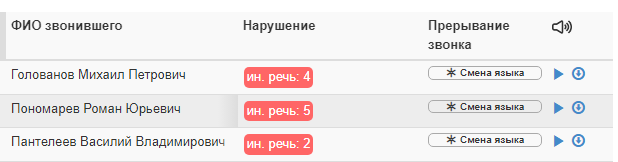 ФИО звонившего Нарушение Прерывание
звонка
Голованов Михаил Петрович ин. речь: 4 Смена языка
Пономарев Роман Юрьевич ин. речь: 5 Смена языка
Пантелеев Василий Владимирович ин. речь: 2 Смена языка